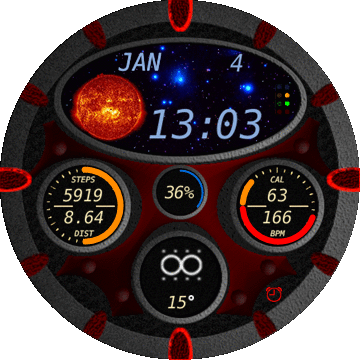 JAN 4
13:03
STEPS
5919
8.64
DIST
36%
CAL
63
166
BPM
15°